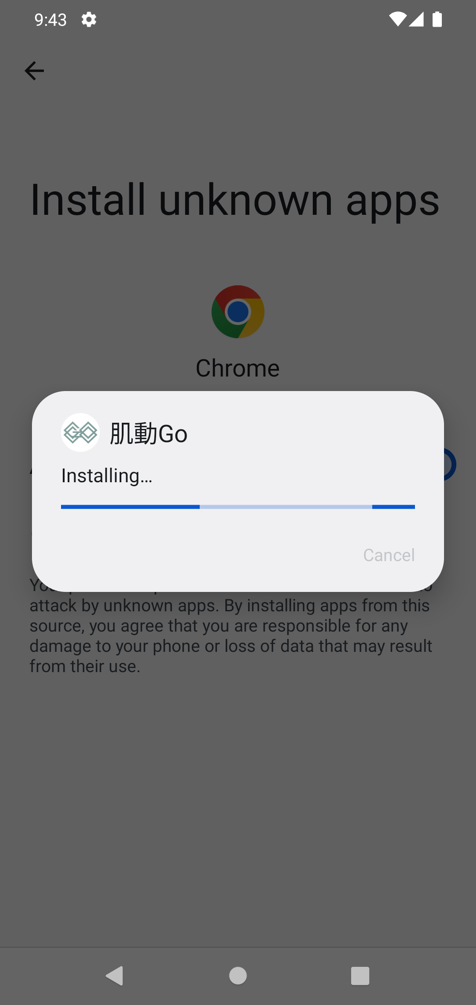 9:43
Install unknown apps
Chrome
肌動Go
Installing…
Cancel
attack by unknown apps. By installing apps from this
source, you agree that you are responsible for any
damage to your phone or loss of data that may result
from their use.